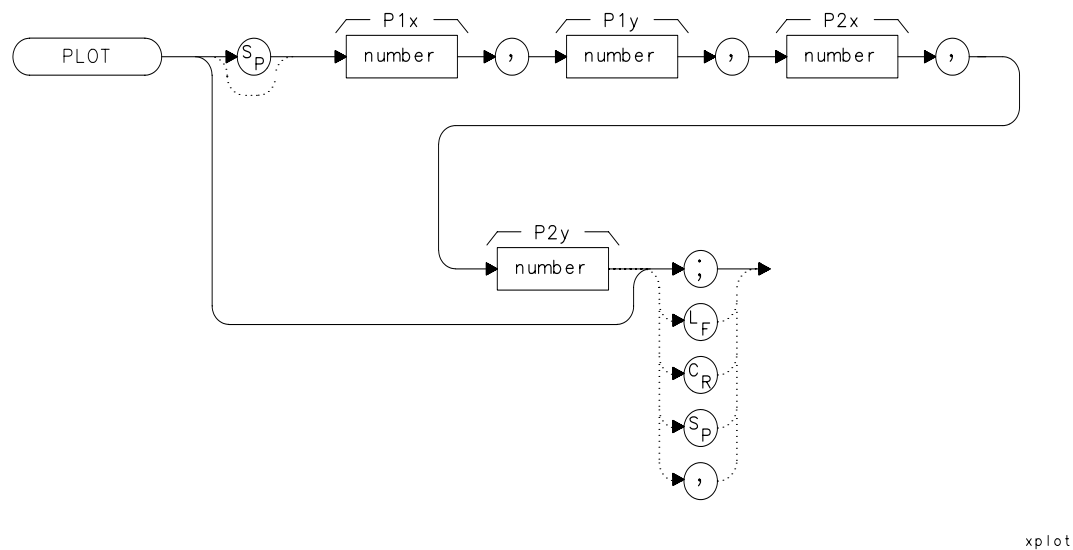 P1x P1y P2x
PLOT SP number , number , number ,
P2y
number ;
LF
CR
SP
,
xplot